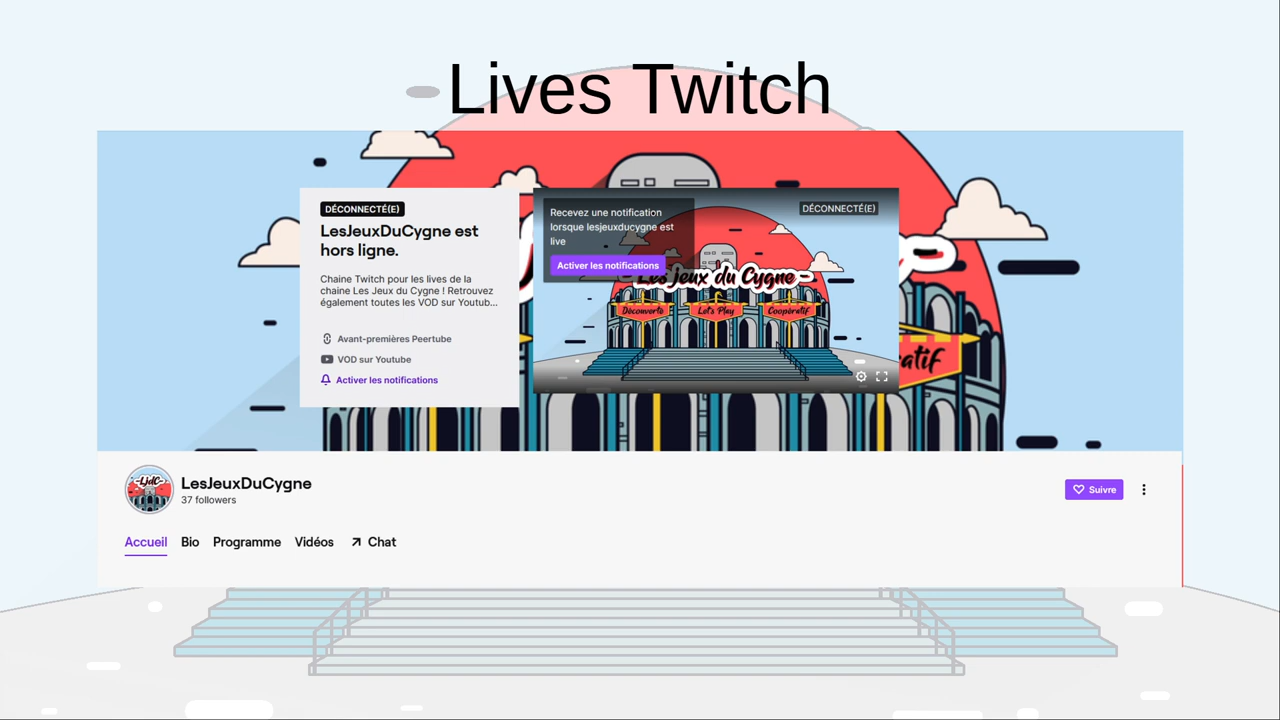 Lives Twitch
DÉCONNECTÉ(E)
LesJeuxDuCygne est
hors ligne.
Chaine Twitch pour les lives de la
chaine Les Jeux du Cygne ! Retrouvez
également toutes les VOD sur Youtub...
Avant-premières Peertube
VOD sur Youtube
Activer les notifications
Recevez une notification
lorsque lesjeuxducygne est
live
Activer les notifications
DÉCONNECTÉ(E)
- Les jeux du Cygne -
Découverte
Let's Play
Coopératif
atif
-LJdC-
LesJeuxDuCygne
37 followers
Suivre
Accueil Bio Programme Vidéos Chat